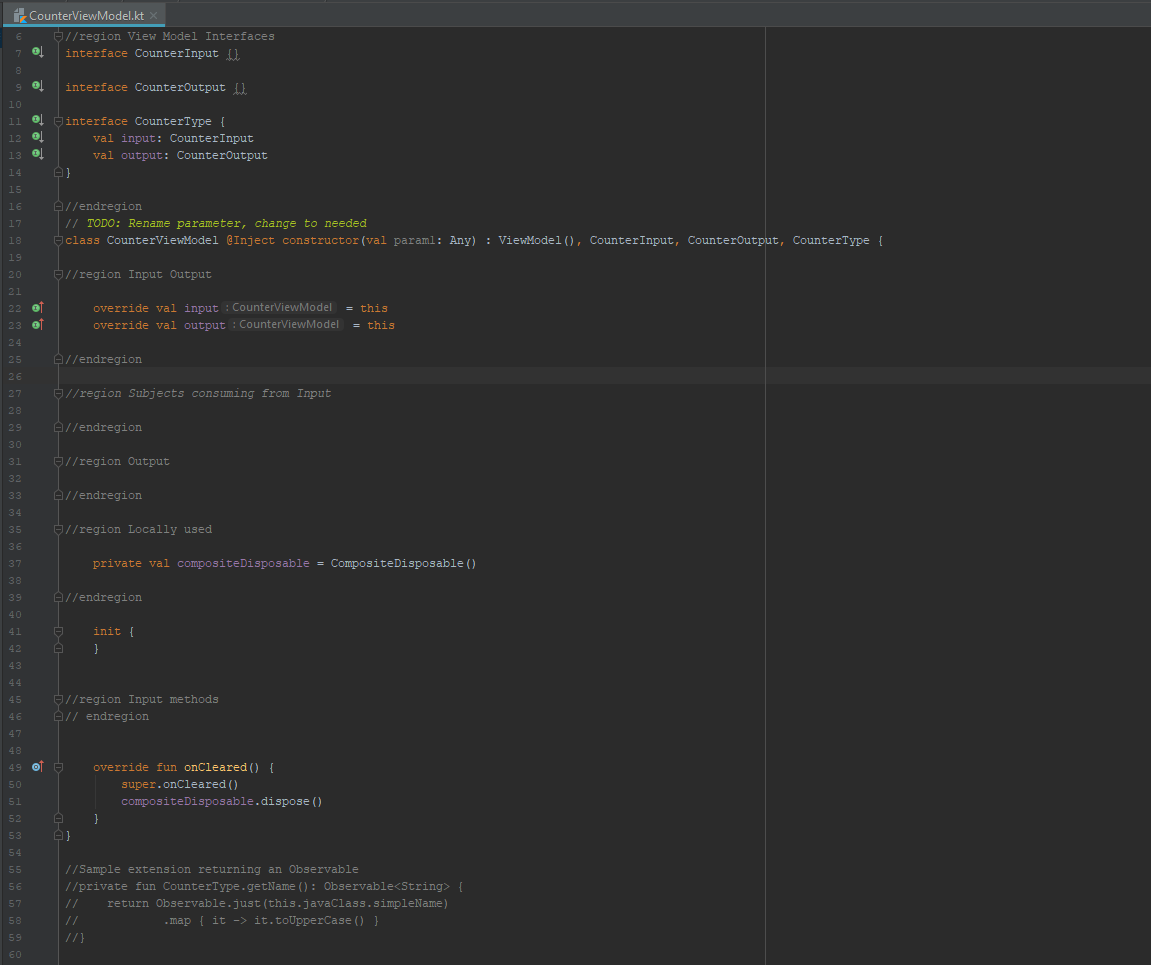 CounterViewModel.kt
6 //region View Model Interfaces
7 interface CounterInput {}
8
9 interface CounterOutput {}
10
11 interface CounterType {
12     val input: CounterInput
13     val output: CounterOutput
14 }
15
16 //endregion
17 // TODO: Rename parameter, change to needed
18 class CounterViewModel @Inject constructor(val param1: Any) : ViewModel(), CounterInput, CounterOutput, CounterType {
19
20 //region Input Output
21
22     override val input : CounterViewModel = this
23     override val output : CounterViewModel = this
24
25 //endregion
26
27 //region Subjects consuming from Input
28
29 //endregion
30
31 //region Output
32
33 //endregion
34
35 //region Locally used
36
37     private val compositeDisposable = CompositeDisposable()
38
39 //endregion
40
41     init {
42     }
43
44
45 //region Input methods
46 // endregion
47
48
49     override fun onCleared() {
50         super.onCleared()
51         compositeDisposable.dispose()
52     }
53 }
54
55 //Sample extension returning an Observable
56 //private fun CounterType.getName(): Observable<String> {
57 //    return Observable.just(this.javaClass.simpleName)
58 //            .map { it -> it.toUpperCase() }
59 //}
60